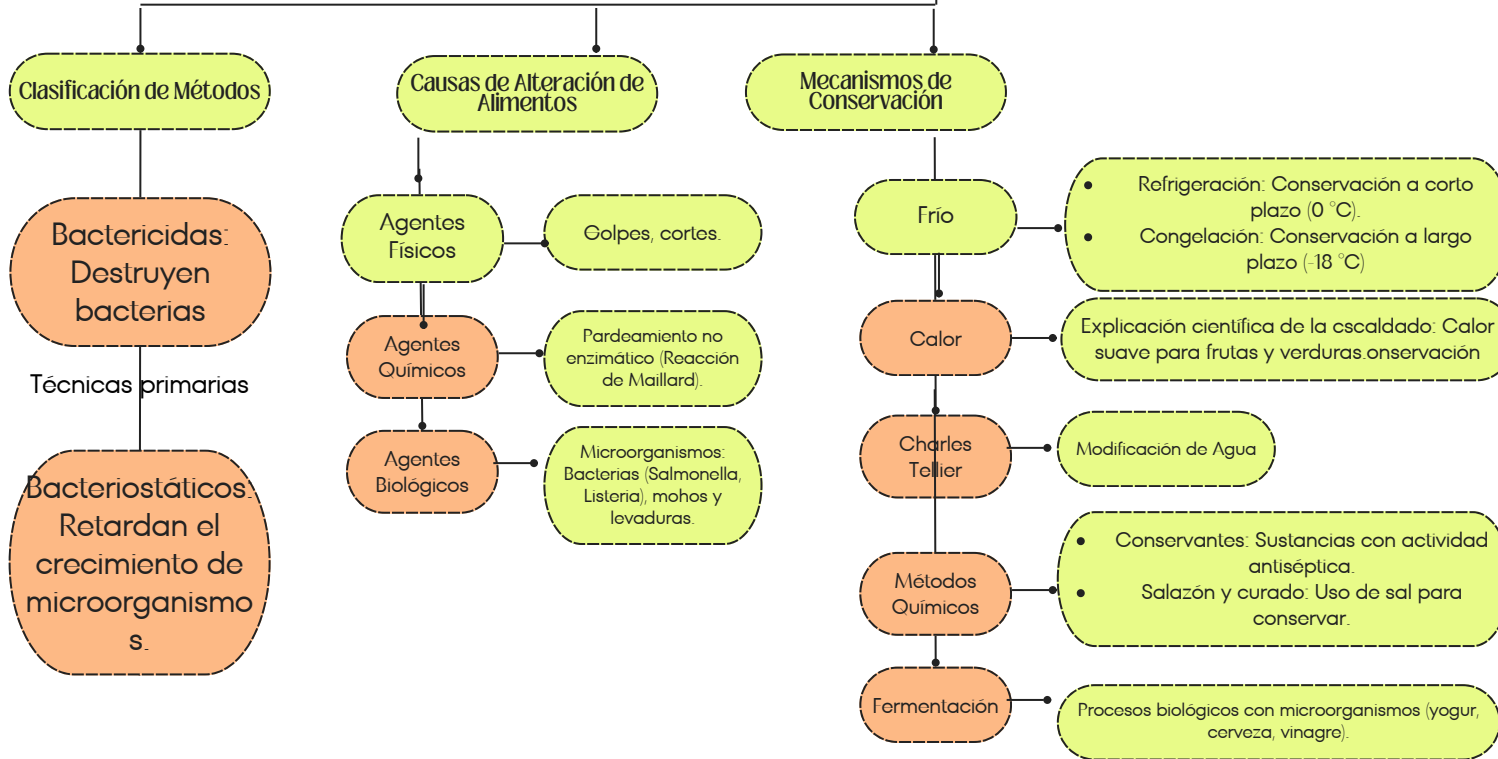 Clasificación de Métodos
Bactericidas:
Destruyen
bacterias
Técnicas primarias
Bacteriostáticos:
Retardan el
crecimiento de
microorganismo
s.
Causas de Alteración de
Alimentos
Agentes
Físicos
Golpes, cortes.
Agentes
Químicos
Pardeamiento no
enzimático (Reacción
de Maillard).
Agentes
Biológicos
Microorganismos:
Bacterias (Salmonella,
Listeria), mohos y
levaduras.
Mecanismos de
Conservación
Frío
• Refrigeración: Conservación a corto
plazo (0 °C).
• Congelación: Conservación a largo
plazo (-18 °C)
Calor
Explicación científica de la cscaldado: Calor
suave para frutas y verduras.onservación
Charles
Tellier
Modificación de Agua
Métodos
Químicos
• Conservantes: Sustancias con actividad
antiséptica.
• Salazón y curado: Uso de sal para
conservar.
Fermentación
Procesos biológicos con microorganismos (yogur,
cerveza, vinagre).